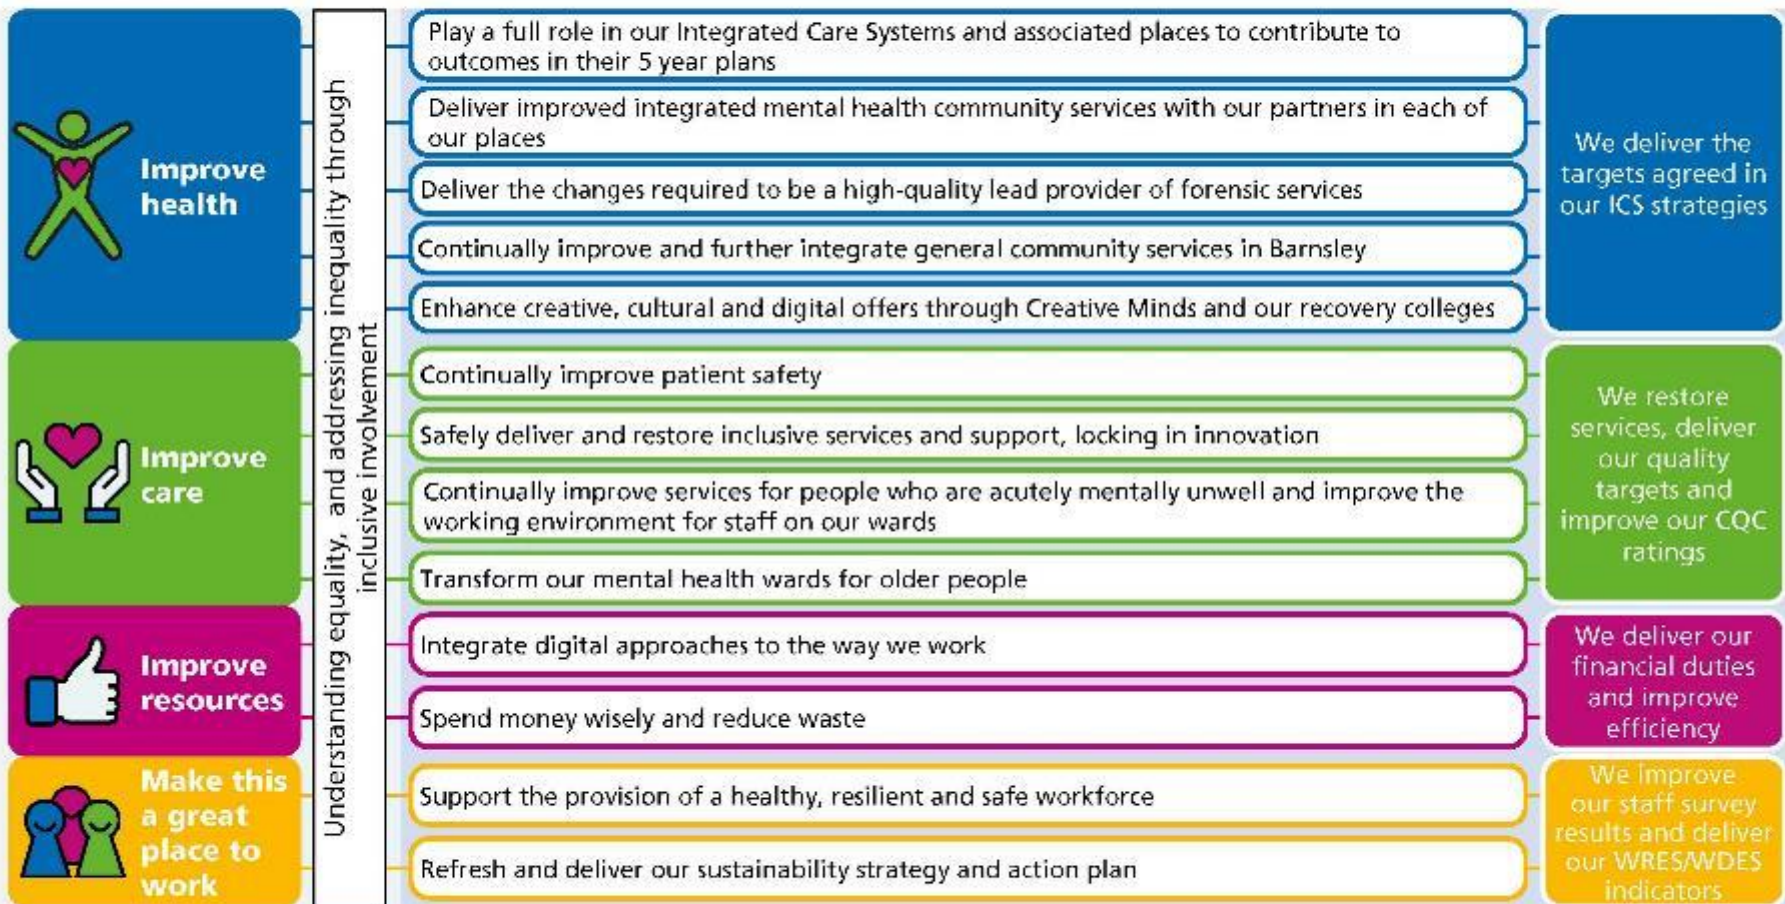 Improve
health
Improve
care
Improve
resources
Make this
a great
place to
work
Understanding equality, and addressing inequality through
inclusive involvement
Play a full role in our Integrated Care Systems and associated places to contribute to
outcomes in their 5 year plans
Deliver improved integrated mental health community services with our partners in each of
our places
Deliver the changes required to be a high-quality lead provider of forensic services
Continually improve and further integrate general community services in Barnsley
Enhance creative, cultural and digital offers through Creative Minds and our recovery colleges
Continually improve patient safety
Safely deliver and restore inclusive services and support, locking in innovation
Continually improve services for people who are acutely mentally unwell and improve the
working environment for staff on our wards
Transform our mental health wards for older people
Integrate digital approaches to the way we work
Spend money wisely and reduce waste
Support the provision of a healthy, resilient and safe workforce
Refresh and deliver our sustainability strategy and action plan
We deliver the
targets agreed in
our ICS strategies
We restore
services, deliver
our quality
targets and
improve our CQC
ratings
We deliver our
financial duties
and improve
efficiency
We improve
our staff survey
results and deliver
our WRES/WDES
indicators